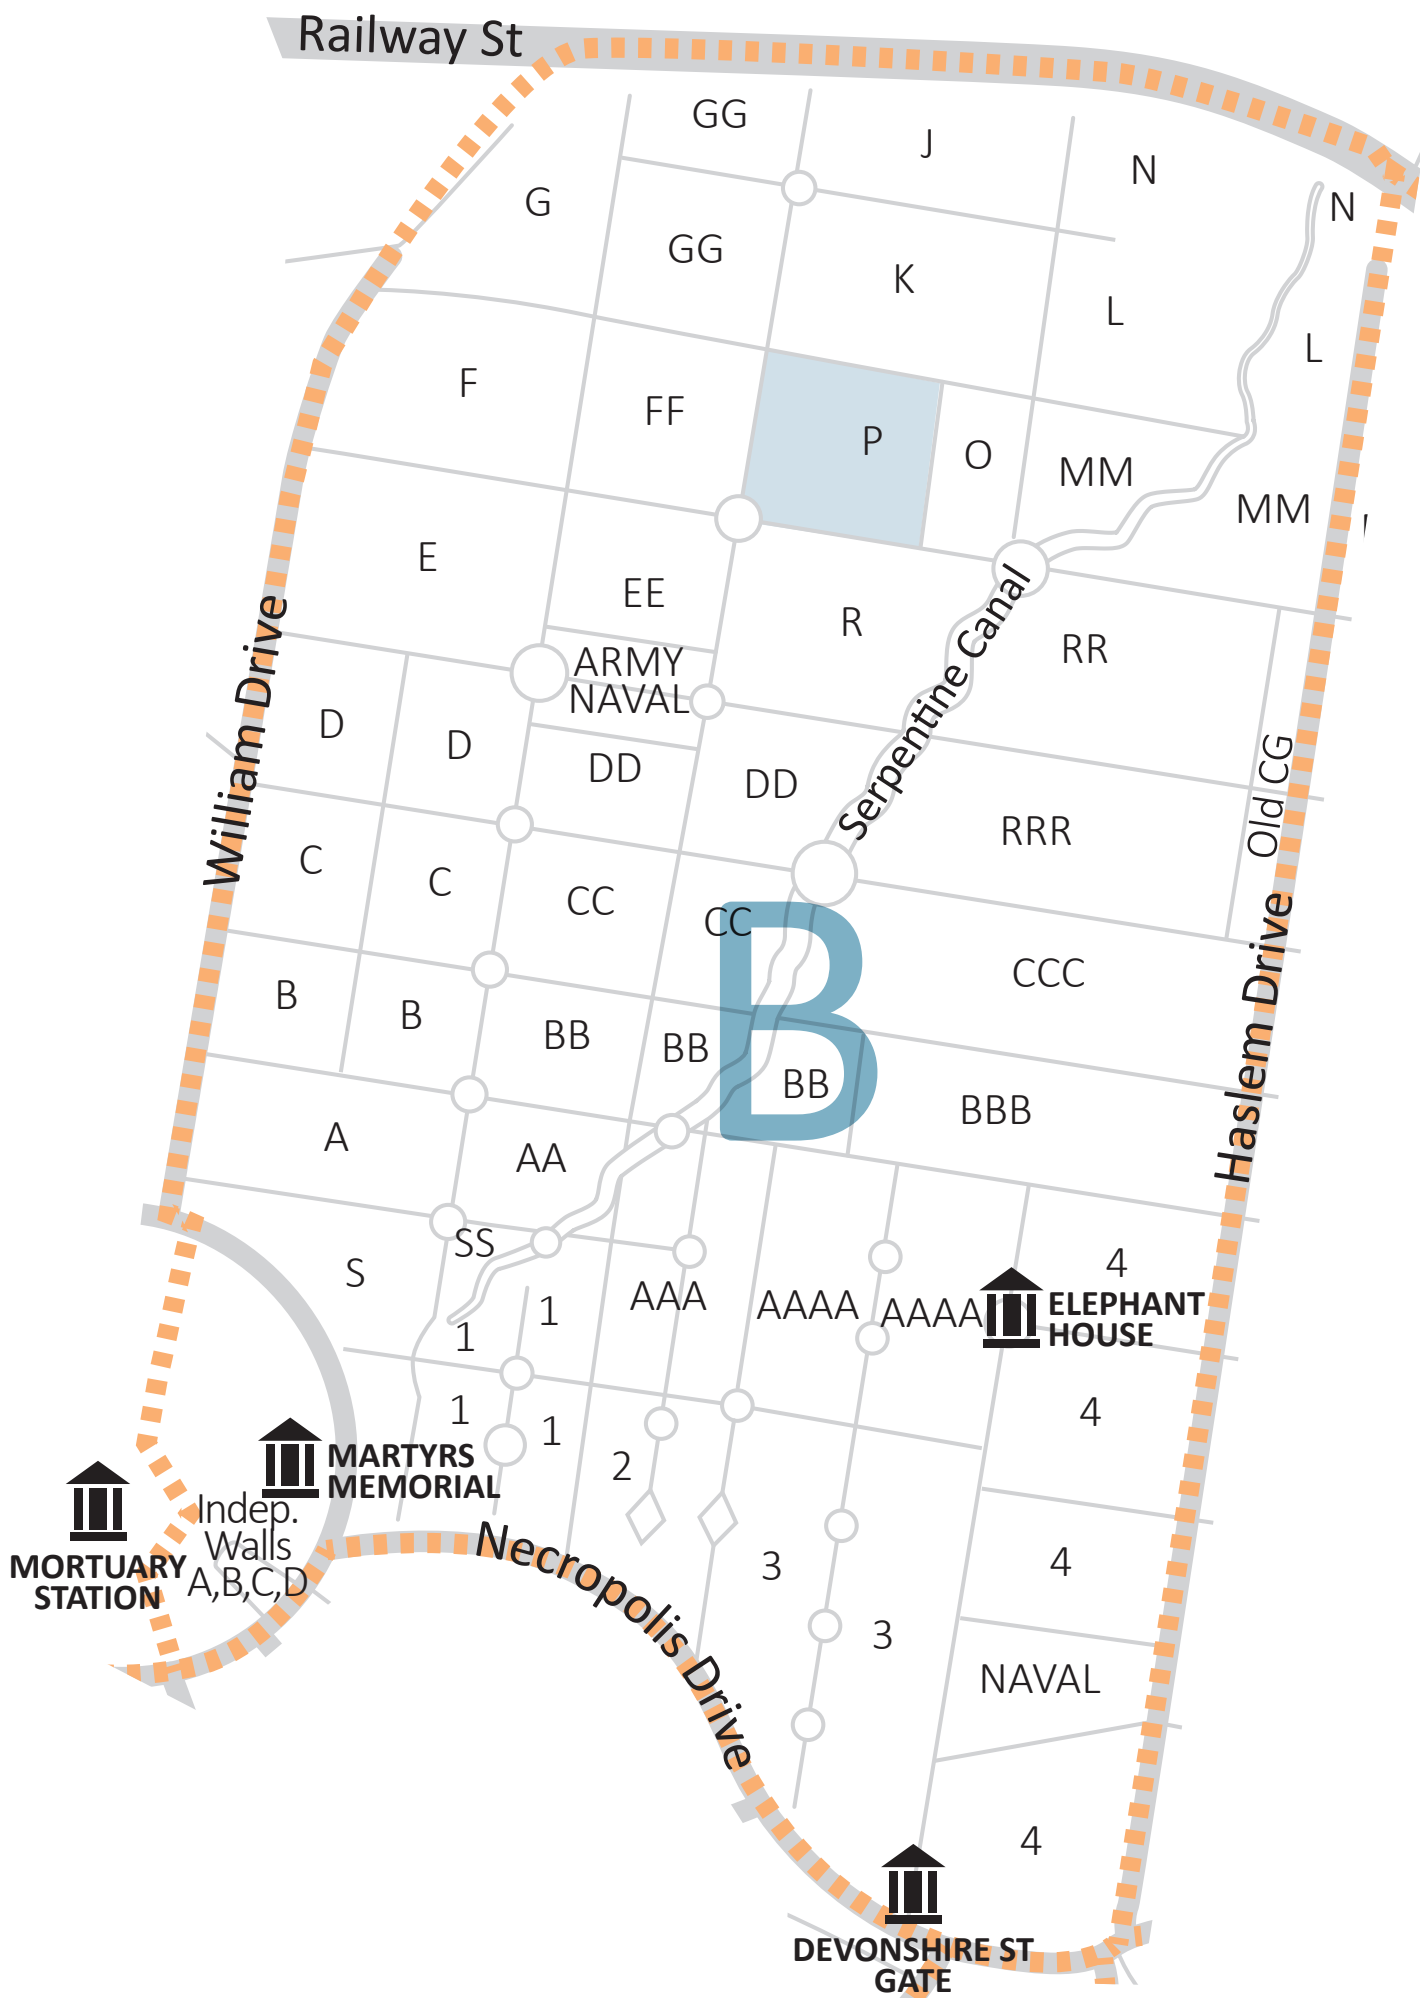 Railway St
GG
J
N
N
G
GG
K
L
L
F
FF
P
O
MM
MM
E
EE
R
RR
ARMY
NAVAL
Serpentine Canal
William Drive
D
D
DD
DD
RRR
Old CG
C
C
CC
CC
CCC
Haslem Drive
B
B
B
BB
BB
BB
BBB
A
AA
S
SS
1
1
AAA
AAAA
AAAA
4
ELEPHANT
HOUSE
1
1
2
4
MARTYRS
MEMORIAL
MORTUARY
STATION
Indep.
Walls
A,B,C,D
Necropolis Drive
3
3
4
NAVAL
4
DEVONSHIRE ST
GATE